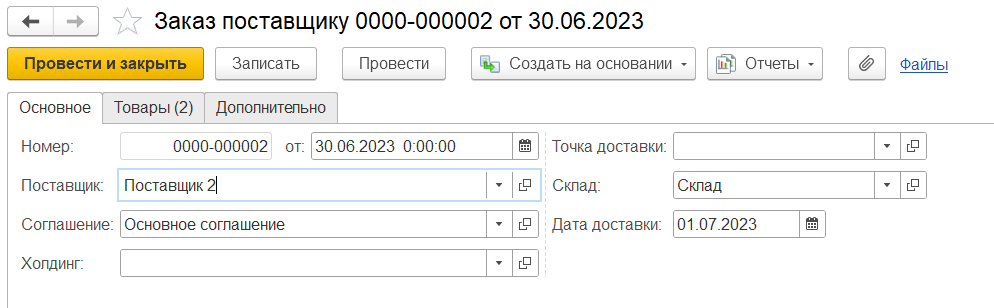 Заказ поставщику 0000-000002 от 30.06.2023
Провести и закрыть Записать Провести Создать на основании Отчеты Файлы
Основное Товары (2) Дополнительно
Номер: 0000-000002 от: 30.06.2023 0:00:00 Точка доставки:
Поставщик: Поставщик 2 Склад: Склад
Соглашение: Основное соглашение Дата доставки: 01.07.2023
Холдинг: